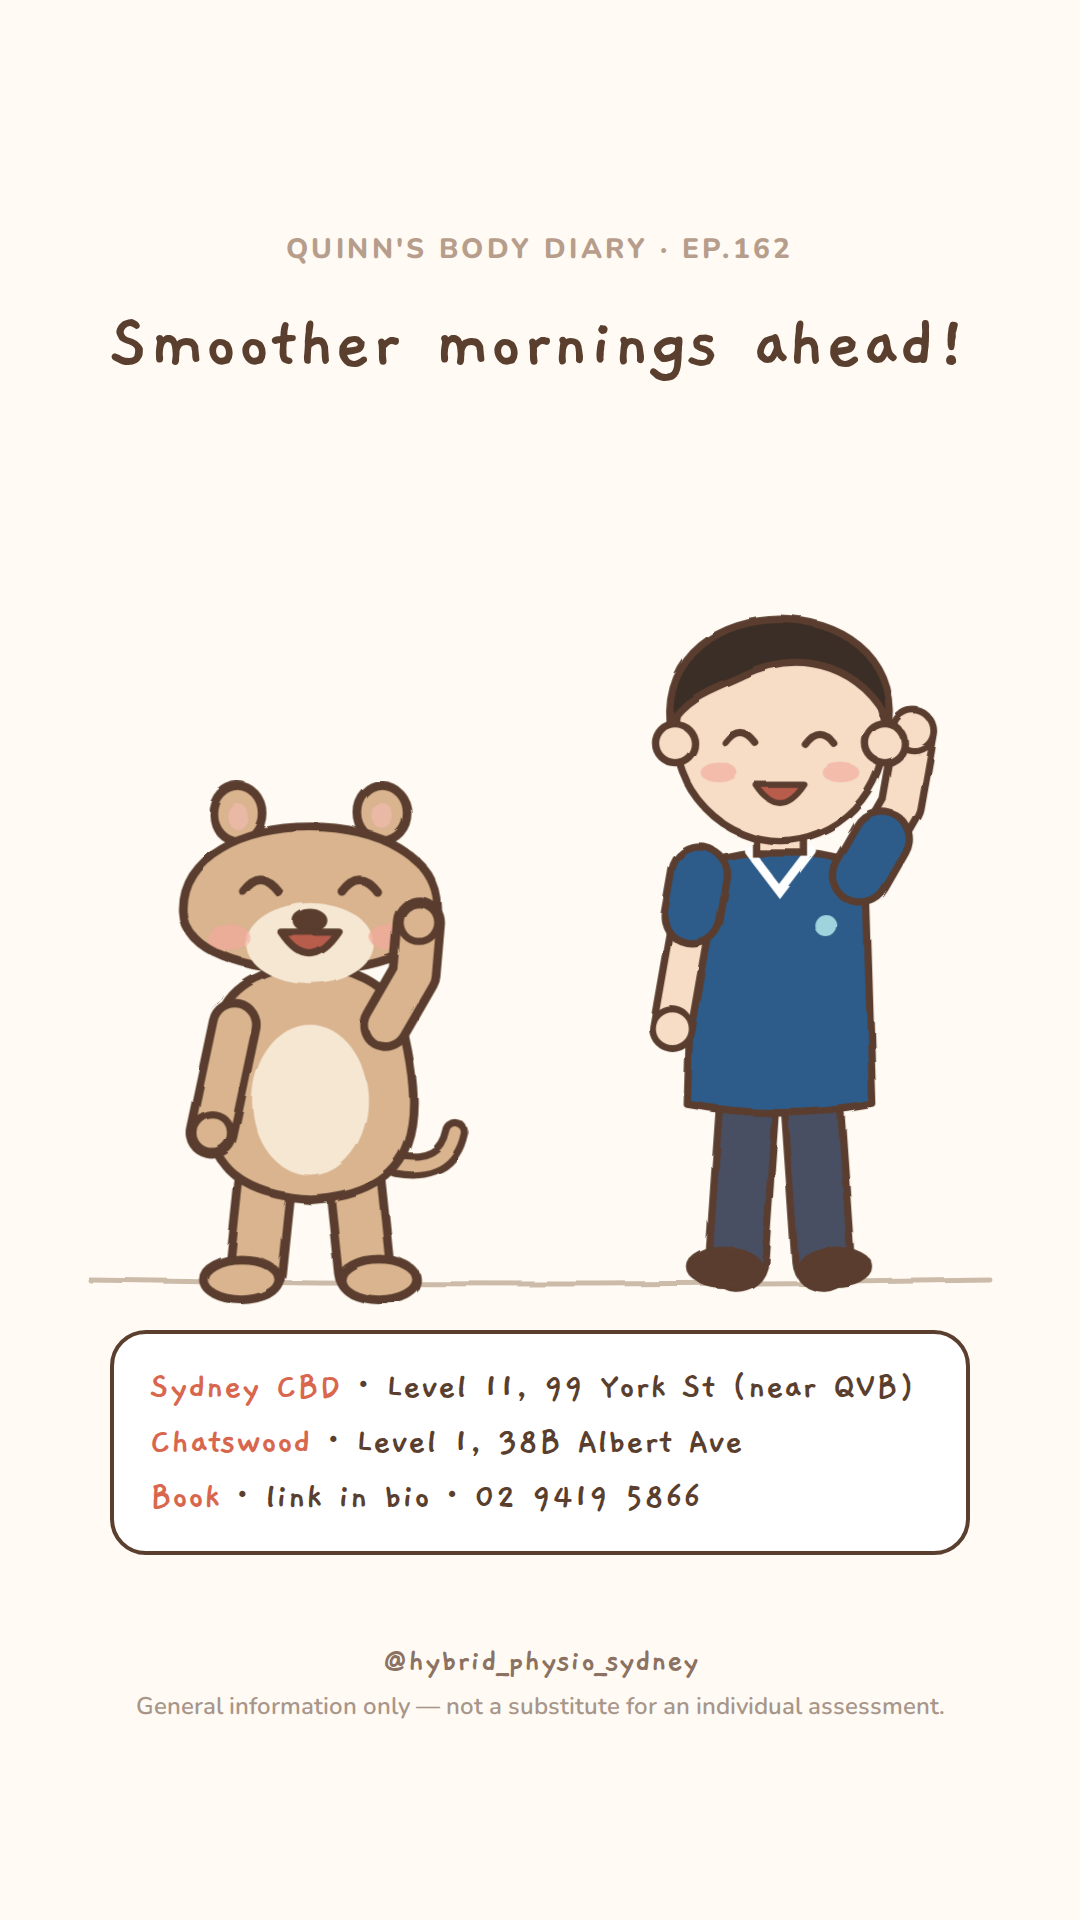 QUINN'S BODY DIARY · EP.162
Smoother mornings ahead!
Sydney CBD · Level 11, 99 York St (near QVB)
Chatswood · Level 1, 38B Albert Ave
Book · link in bio · 02 9419 5866
@hybrid_physio_sydney
General information only — not a substitute for an individual assessment.